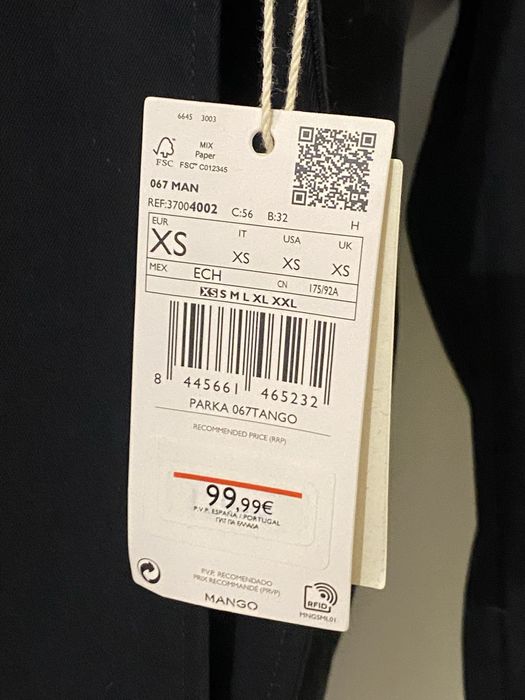 6645 3003
MIX
Paper
FSC FSC™ C012345
067 MAN
REF:37004002 C:56 B:32
H
EUR IT USA UK
XS XS XS XS
MEX ECH CN 175/92A
XS S M L XL XXL
8 445661 465232
PARKA 067TANGO
RECOMMENDED PRICE (RRP)
99,99€
P.V.P. ESPAÑA / PORTUGAL
ΓΙΑ ΤΗΝ ΕΛΛΑΔΑ
P.V.P. RECOMENDADO
PRIX RECOMMANDÉ (PRVP)
MANGO
RFID
MNGSML01